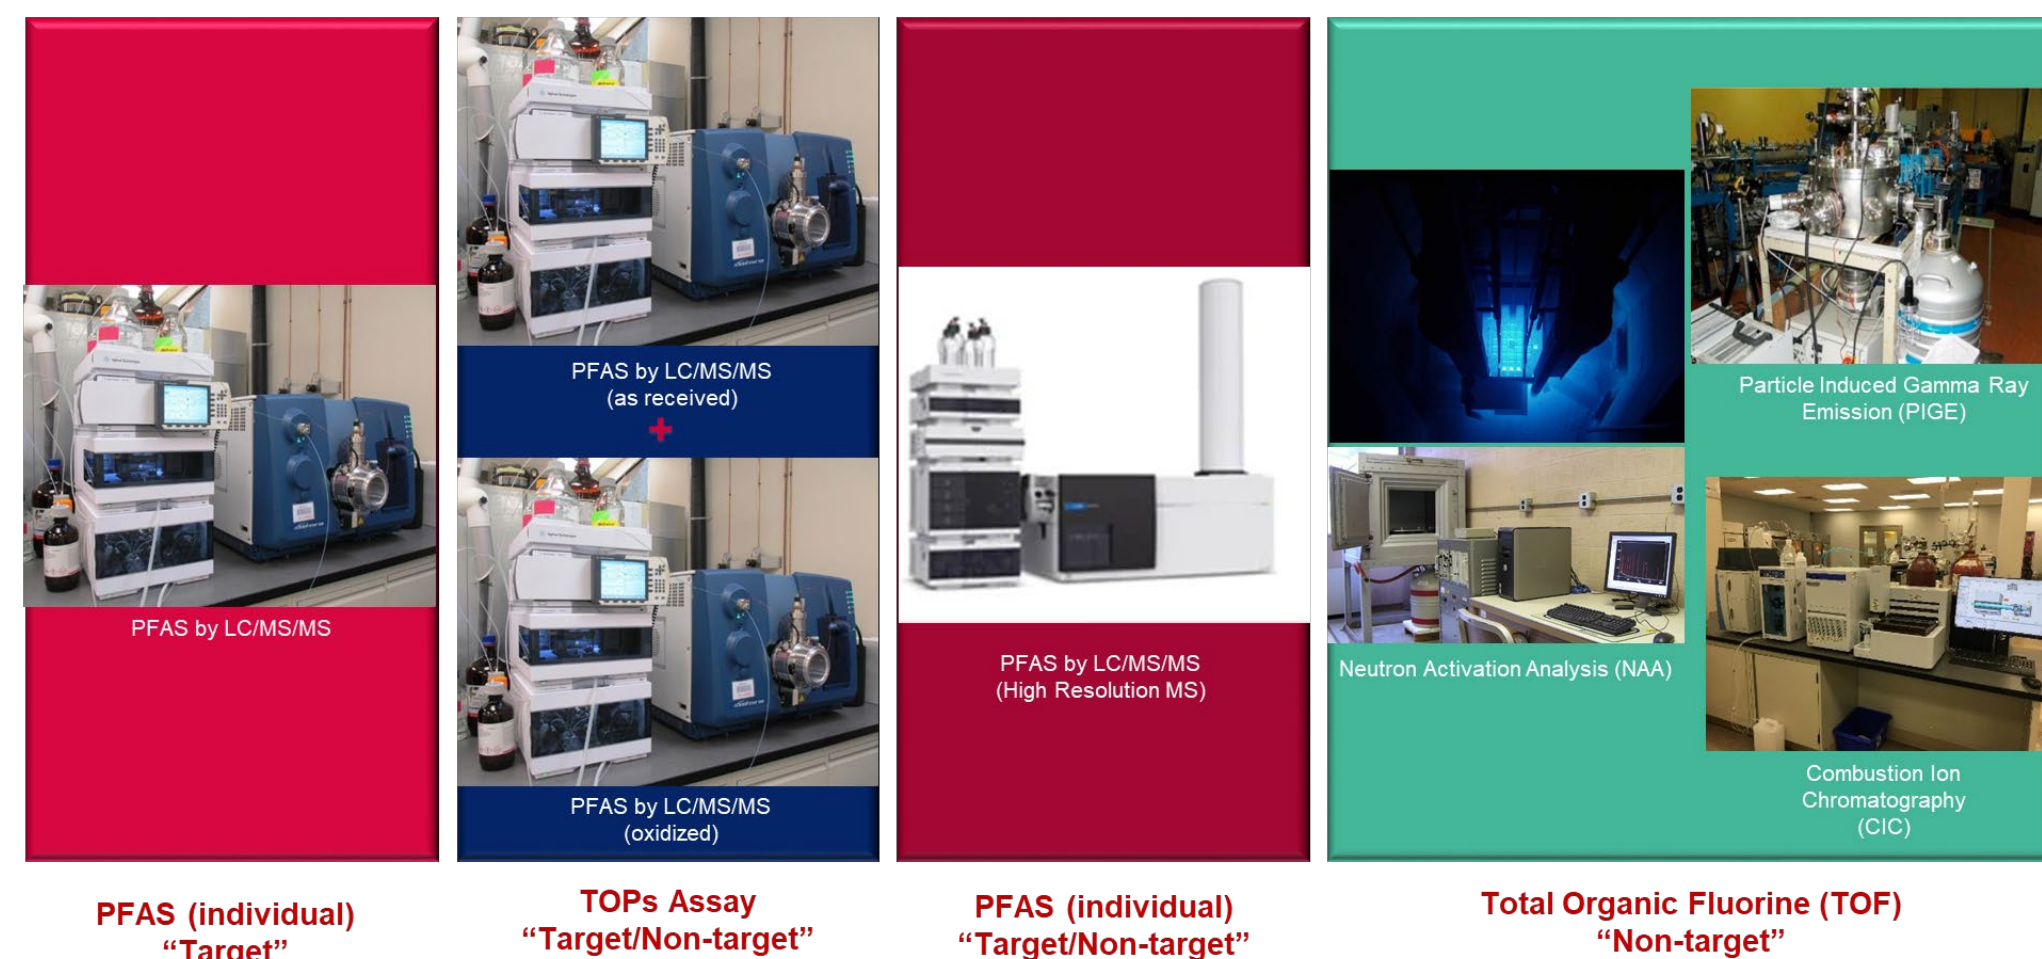 PFAS by LC/MS/MS
PFAS (individual)
“Target”
PFAS by LC/MS/MS
(as received)
+
PFAS by LC/MS/MS
(oxidized)
TOPs Assay
“Target/Non-target”
PFAS by LC/MS/MS
(High Resolution MS)
PFAS (individual)
“Target/Non-target”
Neutron Activation Analysis (NAA)
Particle Induced Gamma Ray
Emission (PIGE)
Combustion Ion
Chromatography
(CIC)
Total Organic Fluorine (TOF)
“Non-target”